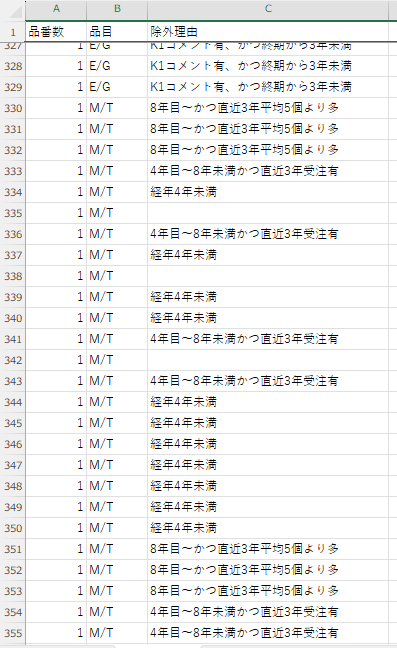 A B C
1 品番数 品目 除外理由
327 1 E/G K1コメント有、かつ終期から3年未満
328 1 E/G K1コメント有、かつ終期から3年未満
329 1 E/G K1コメント有、かつ終期から3年未満
330 1 M/T 8年目～かつ直近3年平均5個より多
331 1 M/T 8年目～かつ直近3年平均5個より多
332 1 M/T 8年目～かつ直近3年平均5個より多
333 1 M/T 4年目～8年未満かつ直近3年受注有
334 1 M/T 経年4年未満
335 1 M/T
336 1 M/T 4年目～8年未満かつ直近3年受注有
337 1 M/T 経年4年未満
338 1 M/T
339 1 M/T 経年4年未満
340 1 M/T 経年4年未満
341 1 M/T 4年目～8年未満かつ直近3年受注有
342 1 M/T
343 1 M/T 4年目～8年未満かつ直近3年受注有
344 1 M/T 経年4年未満
345 1 M/T 経年4年未満
346 1 M/T 経年4年未満
347 1 M/T 経年4年未満
348 1 M/T 経年4年未満
349 1 M/T 経年4年未満
350 1 M/T 経年4年未満
351 1 M/T 8年目～かつ直近3年平均5個より多
352 1 M/T 8年目～かつ直近3年平均5個より多
353 1 M/T 8年目～かつ直近3年平均5個より多
354 1 M/T 4年目～8年未満かつ直近3年受注有
355 1 M/T 4年目～8年未満かつ直近3年受注有